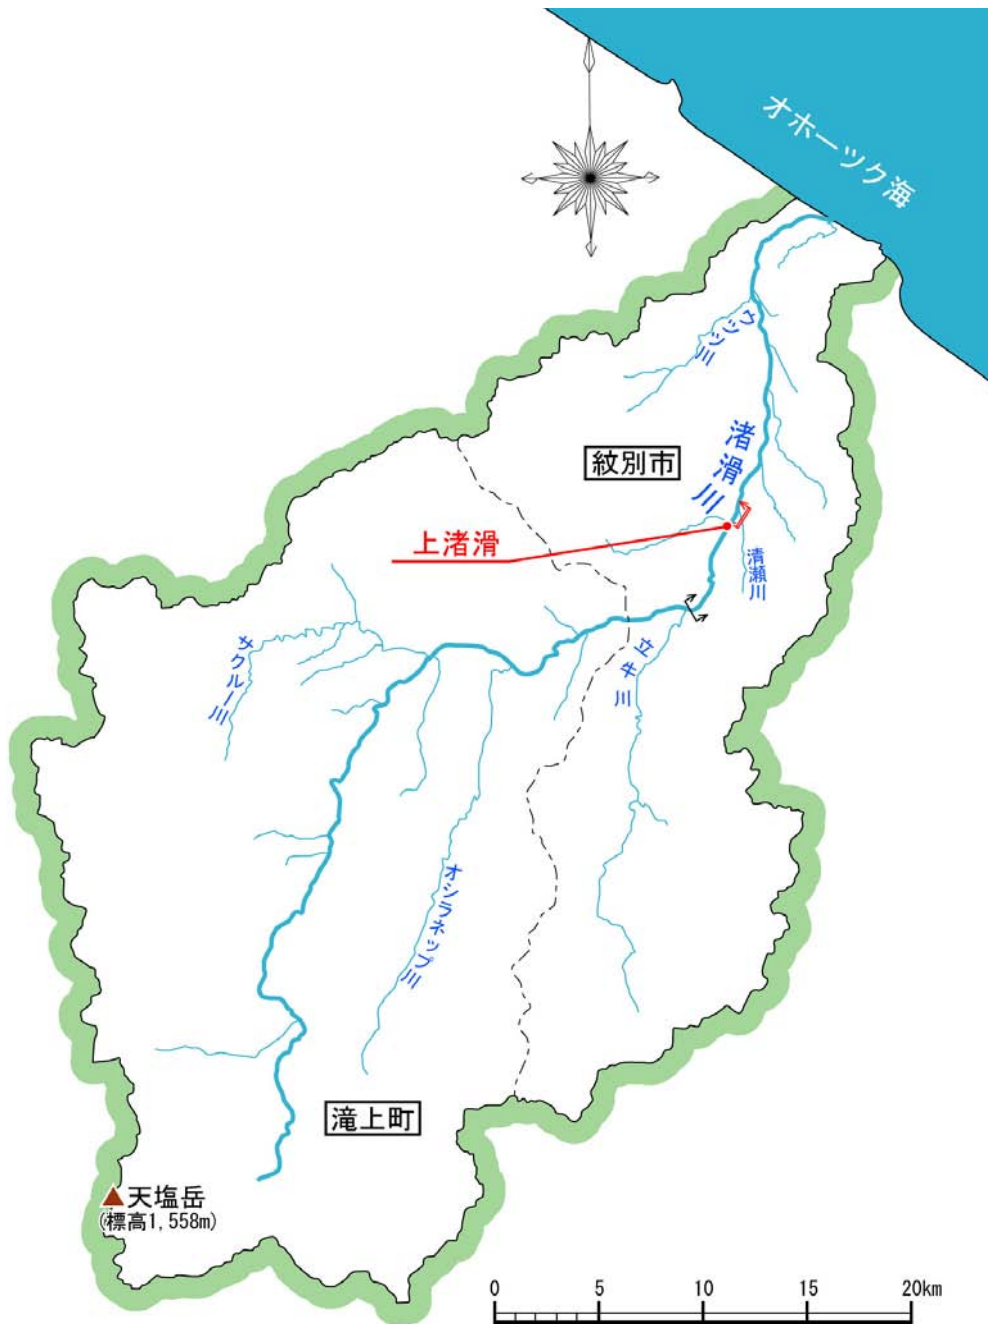 オホーツク海
ウツツ川
渚滑川
紋別市
上渚滑
清瀬川
サクルー川
立牛川
オシラネップ川
滝上町
天塩岳
(標高1,558m)
0 5 10 15 20km